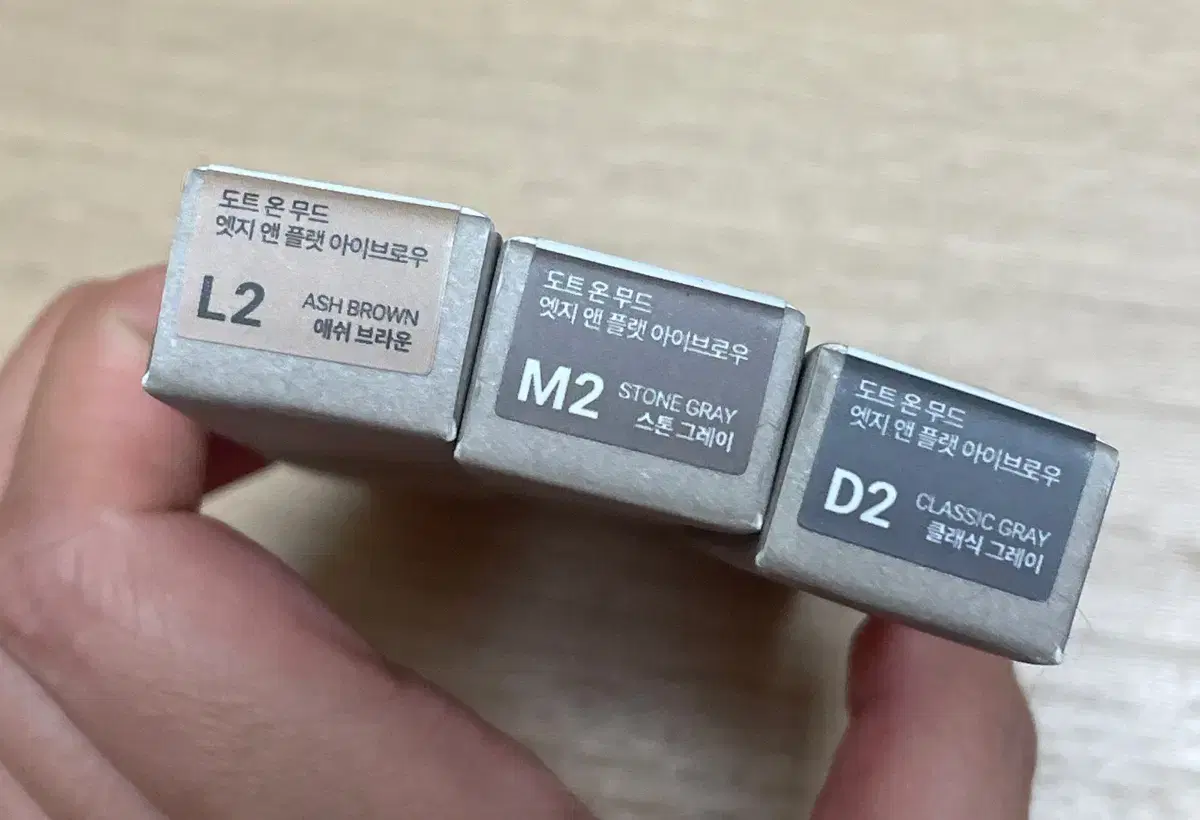 도트 온 무드
엣지 앤 플랫 아이브로우
L2
ASH BROWN
애쉬 브라운
도트 온 무드
엣지 앤 플랫 아이브로우
M2
STONE GRAY
스톤 그레이
도트 온 무드
엣지 앤 플랫 아이브로우
D2
CLASSIC GRAY
클래식 그레이